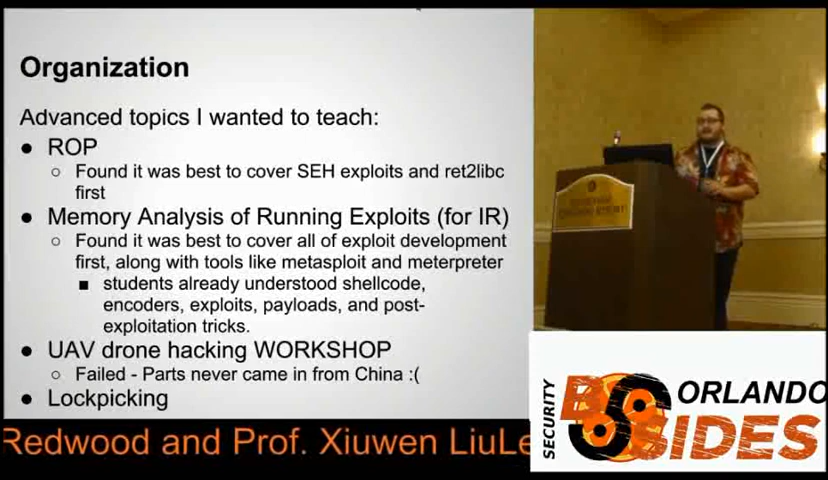 Organization
Advanced topics I wanted to teach:
● ROP
○ Found it was best to cover SEH exploits and ret2libc
first
● Memory Analysis of Running Exploits (for IR)
○ Found it was best to cover all of exploit development
first, along with tools like metasploit and meterpreter
■ students already understood shellcode,
encoders, exploits, payloads, and post-
exploitation tricks.
● UAV drone hacking WORKSHOP
○ Failed - Parts never came in from China :(
● Lockpicking
Redwood and Prof. Xiuwen LiuLe
SECURITY
BSIDES
ORLANDO